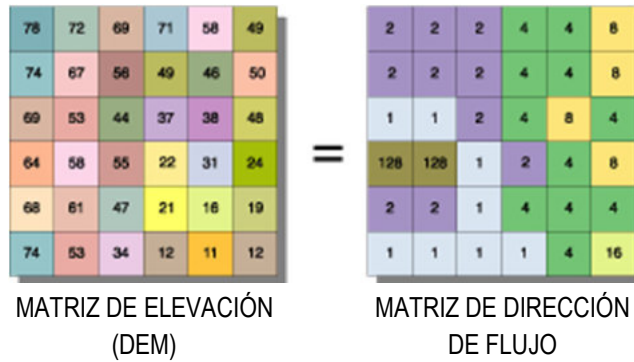 78 72 69 71 58 49 2 2 2 4 4 8
74 67 56 49 46 50 2 2 2 4 4 8
69 53 44 37 38 48 1 1 2 4 8 4
64 58 55 22 31 24 128 128 1 2 4 8
68 61 47 21 16 19 2 2 1 4 4 4
74 53 34 12 11 12 1 1 1 1 4 16
=
MATRIZ DE ELEVACIÓN
(DEM)
MATRIZ DE DIRECCIÓN
DE FLUJO